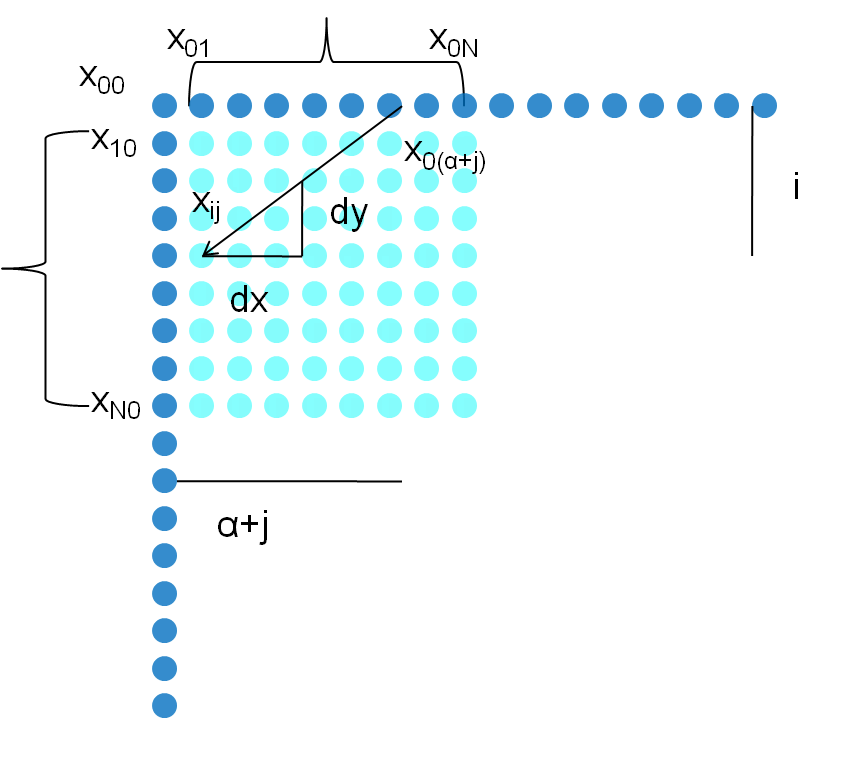 x₀₁
x₀N
x₀₀
x₁₀
x₀₍α₊j₎
i
xᵢⱼ
dy
dx
xN₀
α+j